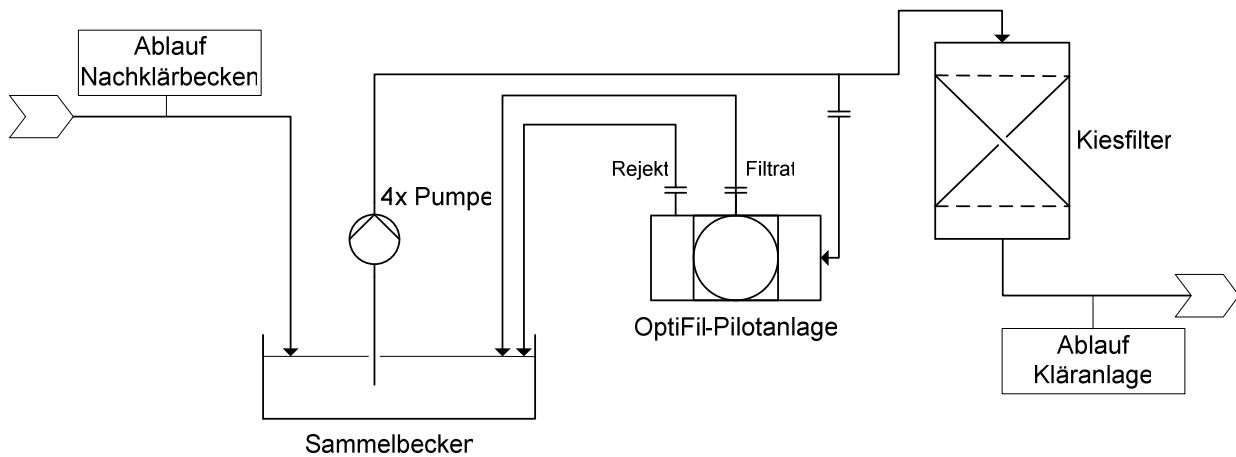 Ablauf
Nachklärbecken
Rejekt
Filtrat
Kiesfilter
4x Pumpe
OptiFil-Pilotanlage
Ablauf
Kläranlage
Sammelbecken